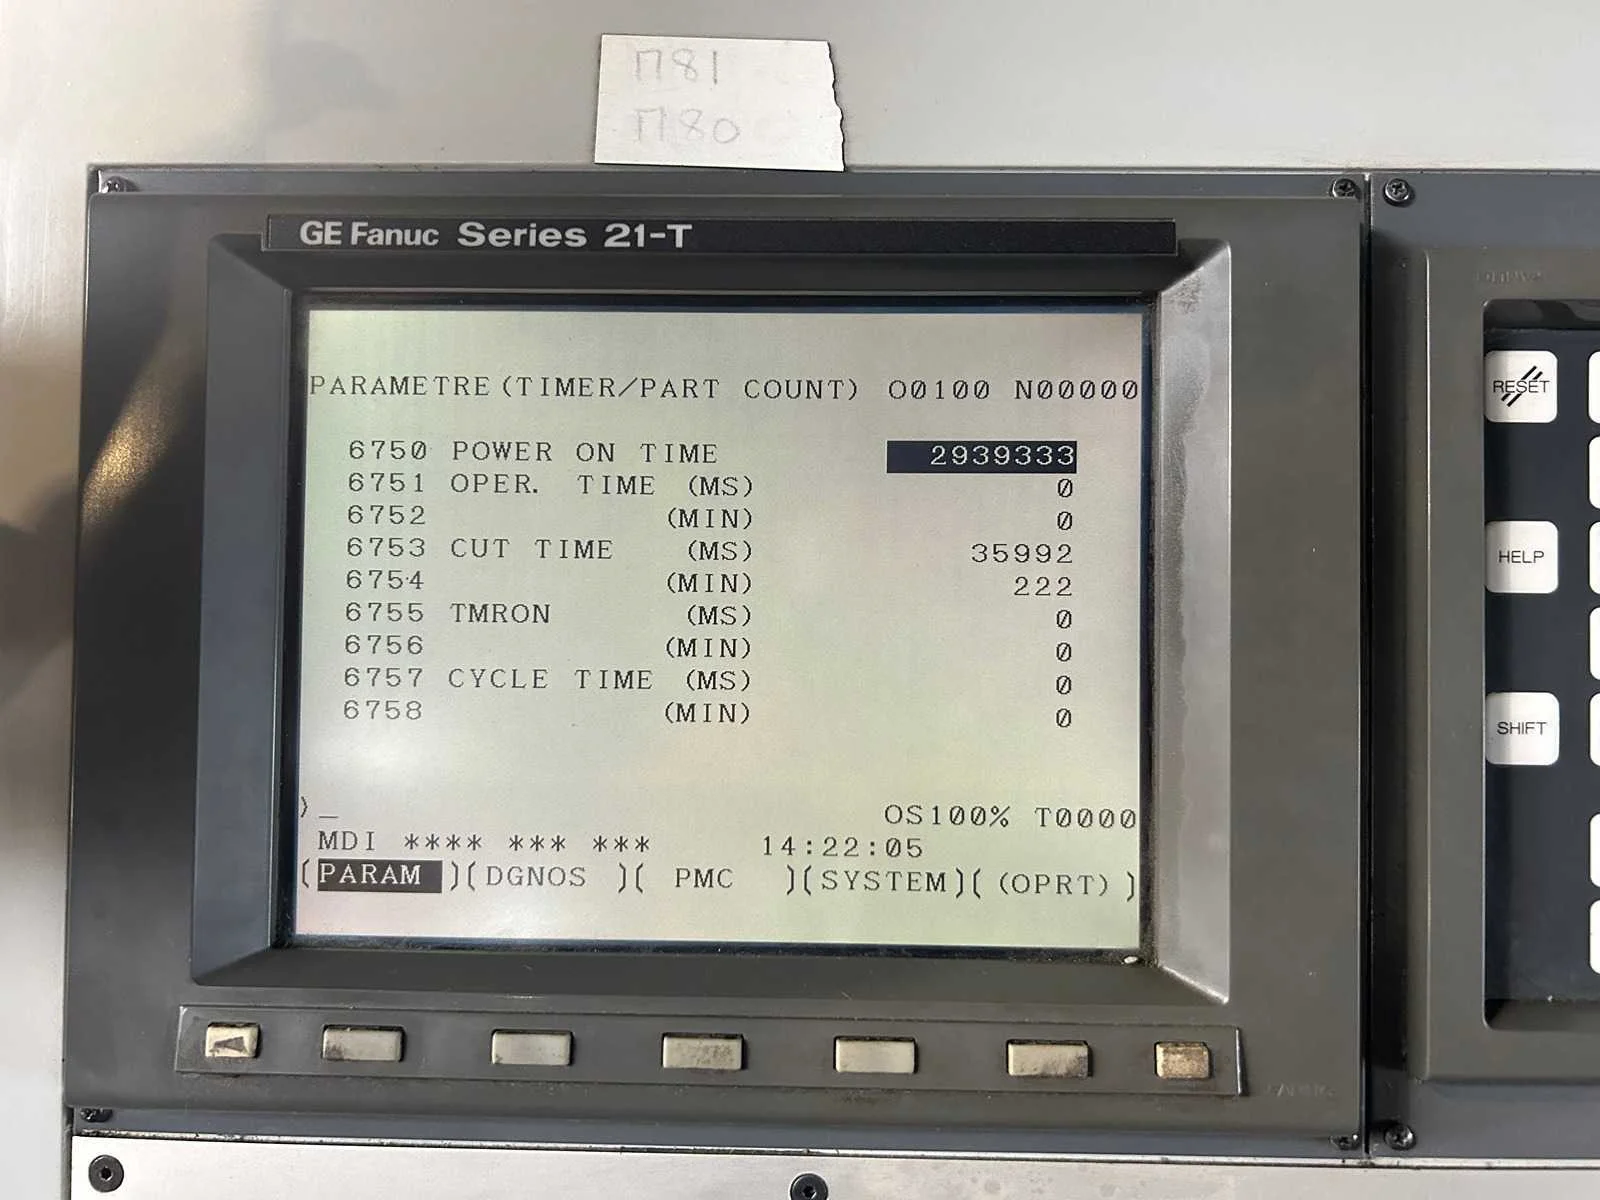 П81
П80
GE Fanuc Series 21-T
PARAMETRE (TIMER/PART COUNT) O0100 N00000
6750 POWER ON TIME 2939333
6751 OPER. TIME (MS) 0
6752 (MIN) 0
6753 CUT TIME (MS) 35992
6754 (MIN) 222
6755 TMRON (MS) 0
6756 (MIN) 0
6757 CYCLE TIME (MS) 0
6758 (MIN) 0
>_
OS100% T0000
MDI **** *** *** 14:22:05
(PARAM )(DGNOS )( PMC )(SYSTEM)( (OPRT) )
RESET
HELP
SHIFT